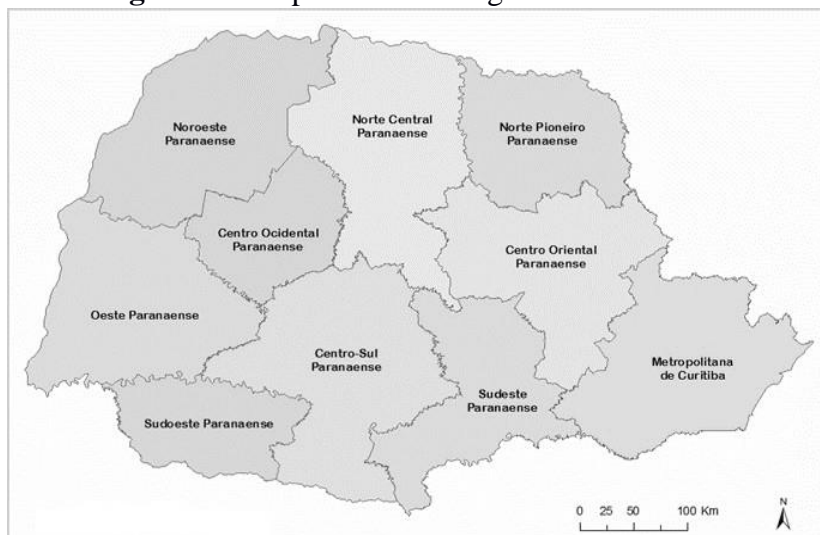 Noroeste
Paranaense
Norte Central
Paranaense
Norte Pioneiro
Paranaense
Centro Ocidental
Paranaense
Centro Oriental
Paranaense
Oeste Paranaense
Centro-Sul
Paranaense
Metropolitana
de Curitiba
Sudeste
Paranaense
Sudoeste Paranaense
N
0 25 50 100 Km